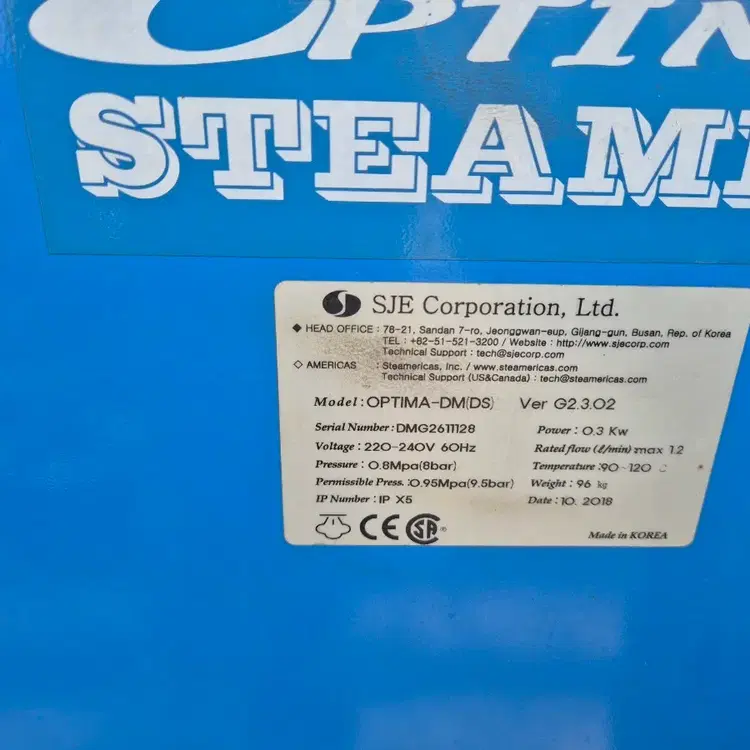 OPTIM
STEAM
SJE Corporation, Ltd.
◆ HEAD OFFICE : 78-21, Sandan 7-ro, Jeonggwan-eup, Gijang-gun, Busan, Rep. of Korea
TEL : +82-51-521-3200 / Website : http://www.sjecorp.com
Technical Support : tech@sjecorp.com
◇ AMERICAS : Steamericas, Inc. / www.steamericas.com
Technical Support (US&Canada) : tech@steamericas.com
Model : OPTIMA-DM(DS) Ver G2.3.02
Serial Number : DMG2611128 Power : 0.3 Kw
Voltage : 220-240V 60Hz Rated flow (ℓ/min) max 1.2
Pressure : 0.8Mpa(8bar) Temperature : 90~120 C
Permissible Press. : 0.95Mpa(9.5bar) Weight : 96 kg
IP Number : IP X5 Date : 10. 2018
CE SA ® Made in KOREA